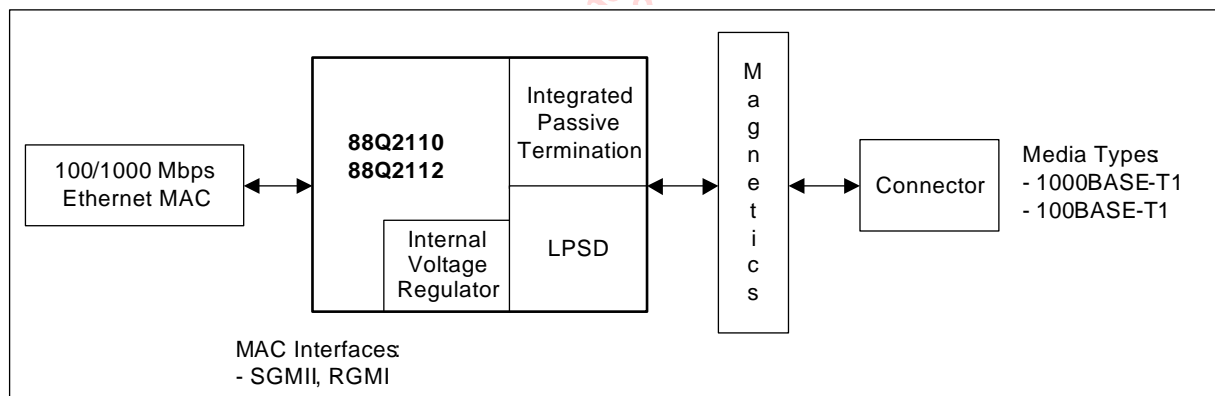 100/1000 Mbps
Ethernet MAC
88Q2110
88Q2112
Integrated
Passive
Termination
Internal
Voltage
Regulator
LPSD
Magnetics
Connector
Media Types:
- 1000BASE-T1
- 100BASE-T1
MAC Interfaces:
- SGMII, RGMI